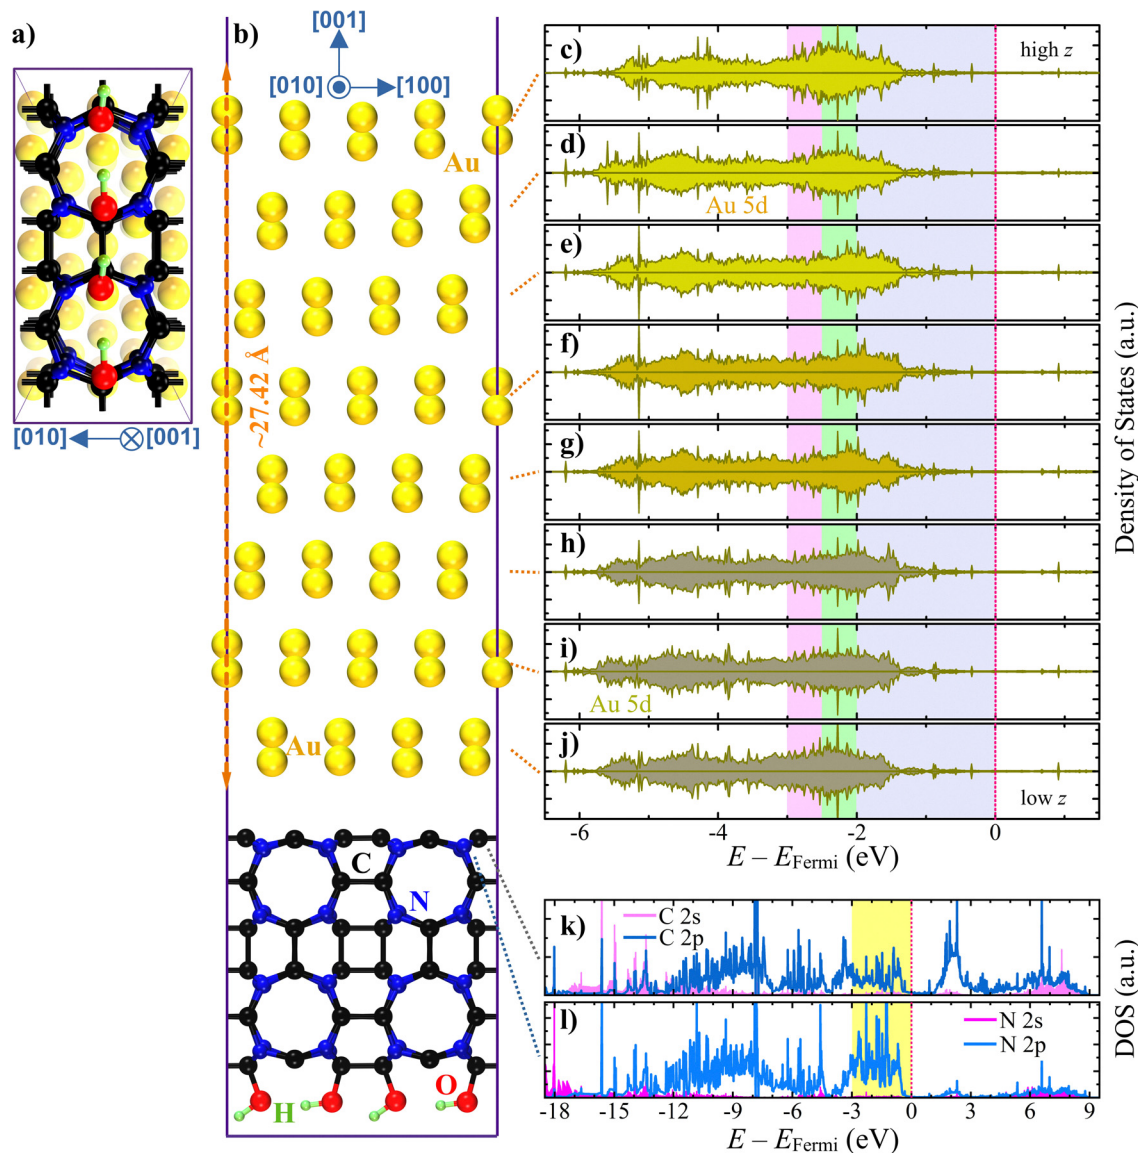 a)
[010]
[001]
b)
[001]
[010]
[100]
Au
~27.42 Å
Au
C
N
O
H
c)
high z
d)
Au 5d
e)
f)
g)
h)
i)
Au 5d
j)
low z
-6 -4 -2 0
E – EFermi (eV)
Density of States (a.u.)
k)
C 2s
C 2p
l)
N 2s
N 2p
-18 -15 -12 -9 -6 -3 0 3 6 9
E – EFermi (eV)
DOS (a.u.)